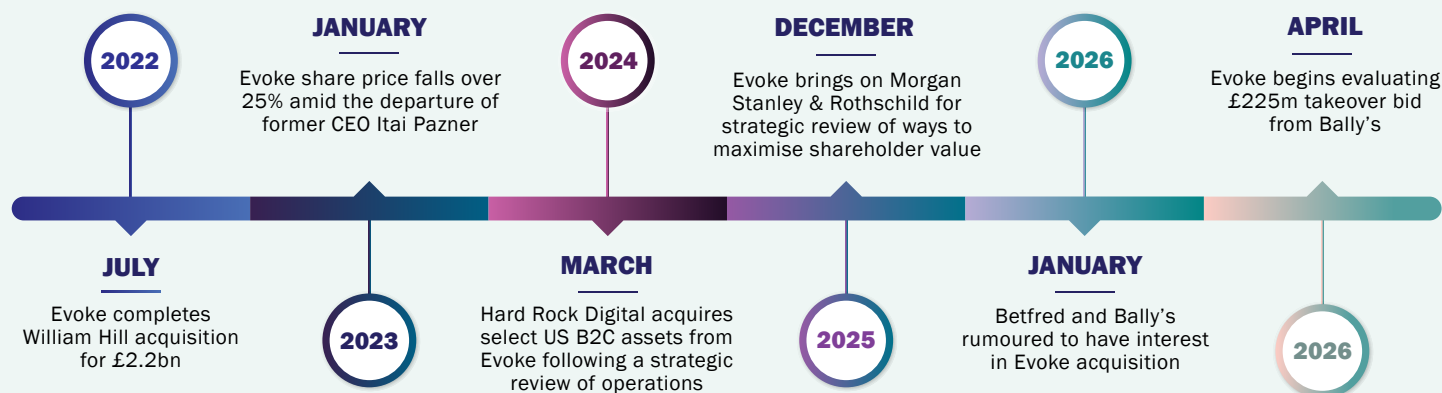 2022
JULY
Evoke completes
William Hill acquisition
for £2.2bn
JANUARY
Evoke share price falls over
25% amid the departure of
former CEO Itai Pazner
2023
2024
MARCH
Hard Rock Digital acquires
select US B2C assets from
Evoke following a strategic
review of operations
DECEMBER
Evoke brings on Morgan
Stanley & Rothschild for
strategic review of ways to
maximise shareholder value
2025
2026
JANUARY
Betfred and Bally's
rumoured to have interest
in Evoke acquisition
APRIL
Evoke begins evaluating
£225m takeover bid
from Bally's
2026